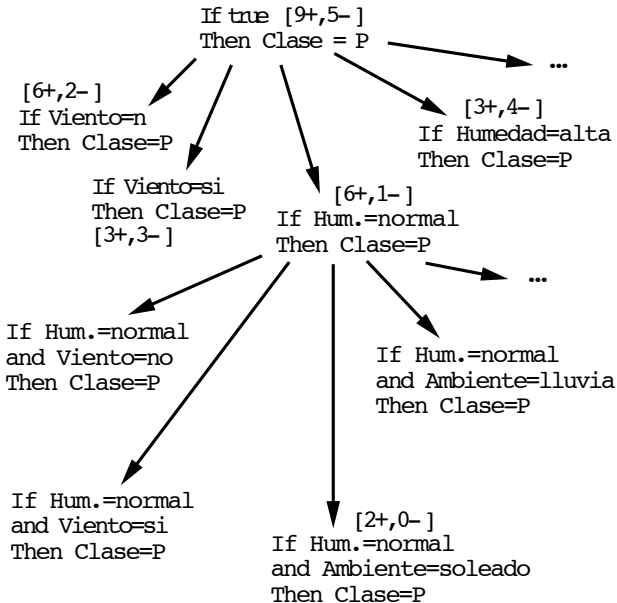 If true [9+,5-]
Then Clase = P
...
[6+,2-]
If Viento=n
Then Clase=P
[3+,4-]
If Humedad=alta
Then Clase=P
If Viento=si
Then Clase=P
[3+,3-]
[6+,1-]
If Hum.=normal
Then Clase=P
...
If Hum.=normal
and Viento=no
Then Clase=P
If Hum.=normal
and Ambiente=lluvia
Then Clase=P
If Hum.=normal
and Viento=si
Then Clase=P
[2+,0-]
If Hum.=normal
and Ambiente=soleado
Then Clase=P